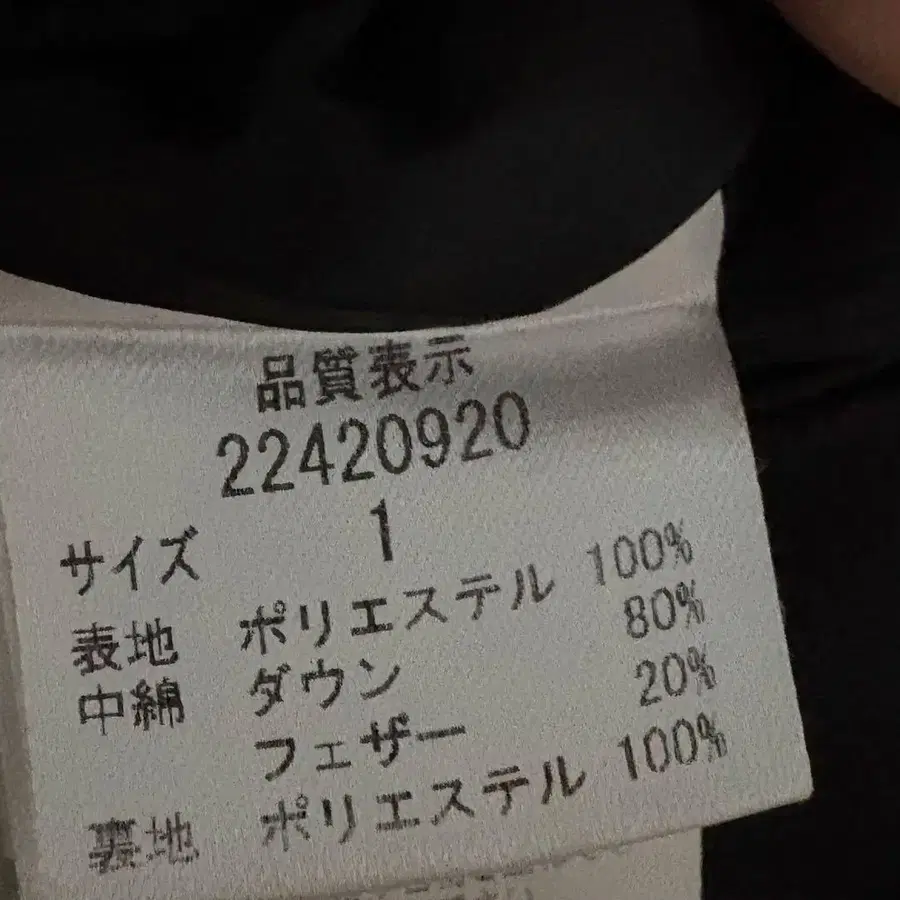 品質表示
22420920
サイズ 1
表地 ポリエステル 100%
中綿 ダウン 80%
フェザー 20%
裏地 ポリエステル 100%